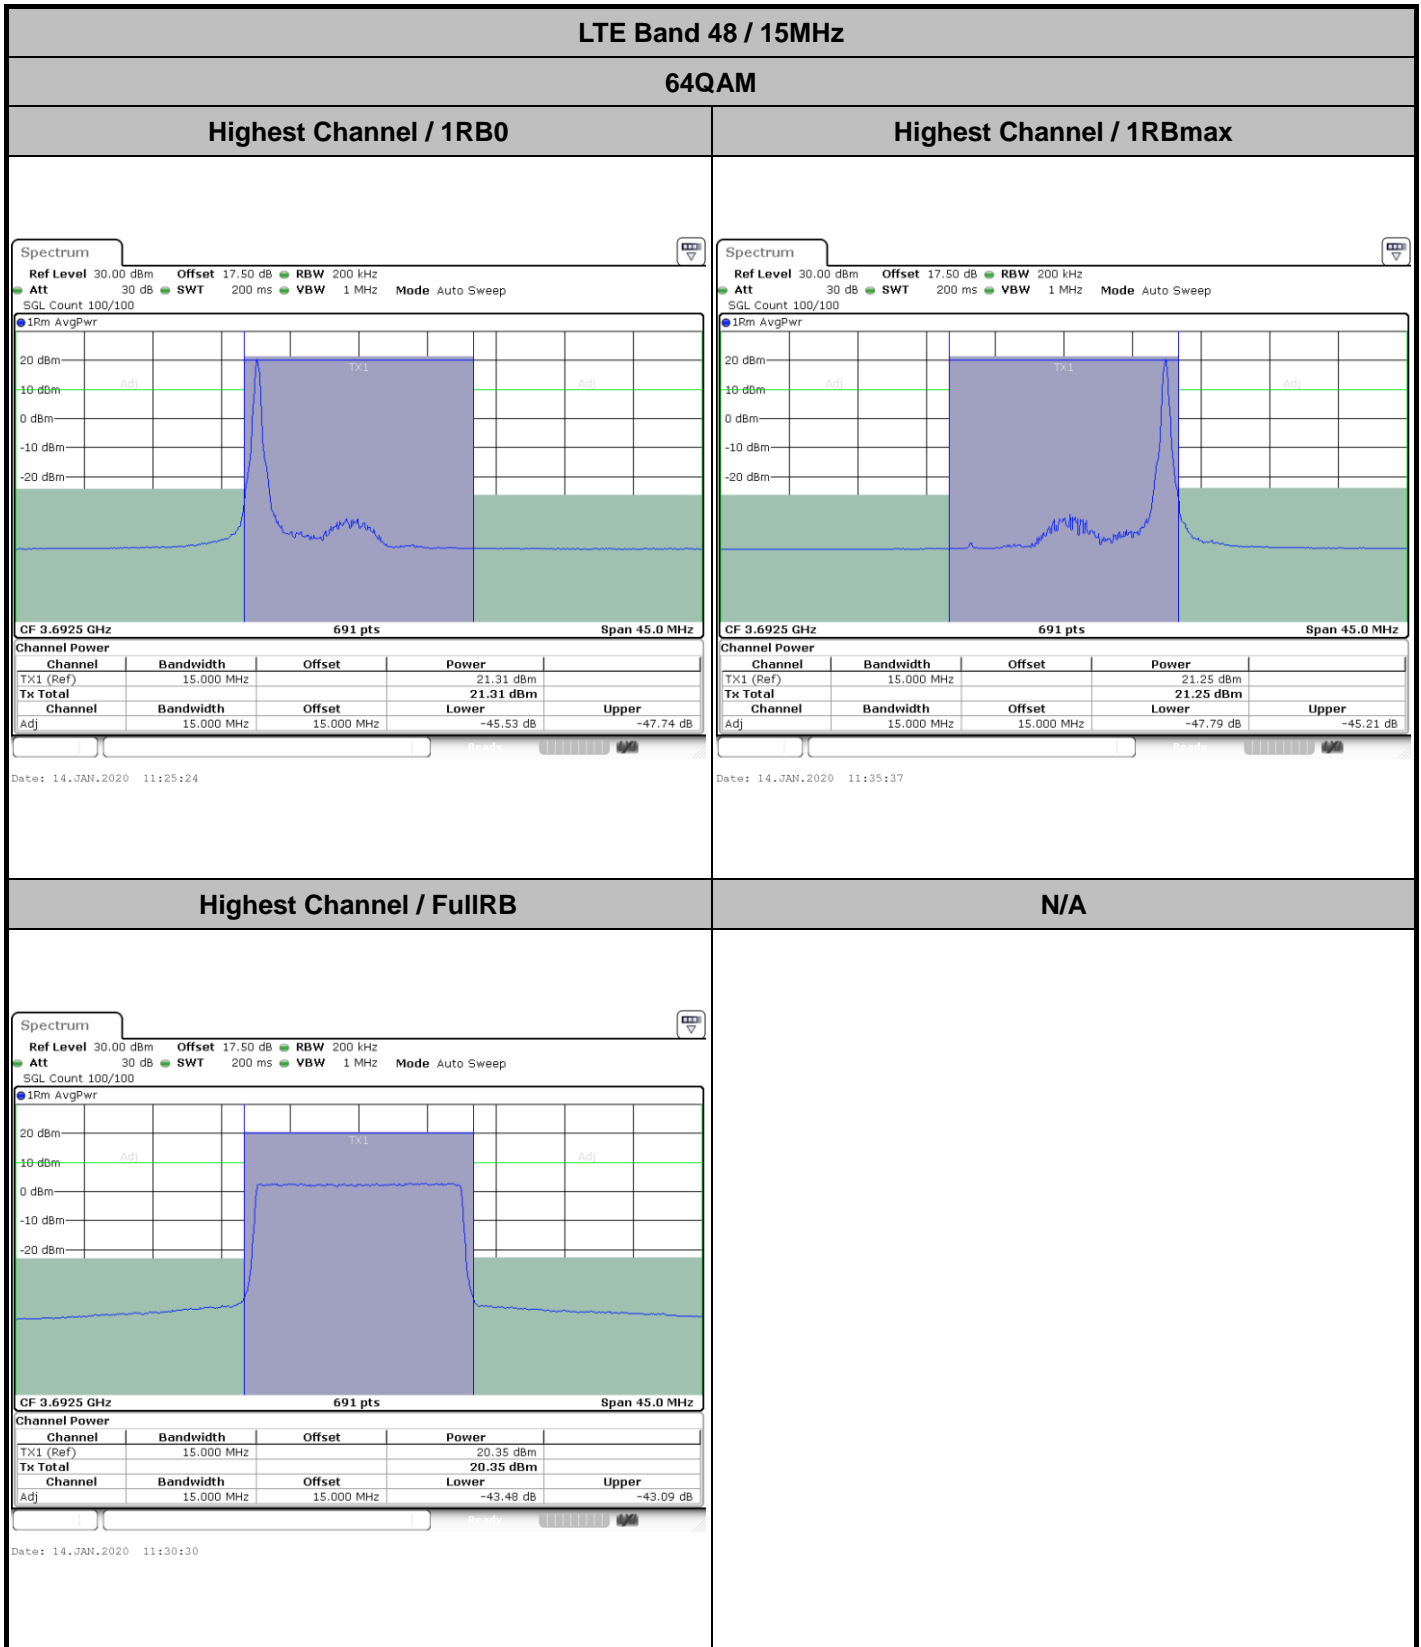 LTE Band 48 / 15MHz
64QAM
Highest Channel / 1RB0
Highest Channel / 1RBmax
Spectrum
Ref Level 30.00 dBm Offset 17.50 dB RBW 200 kHz
Att 30 dB SWT 200 ms VBW 1 MHz Mode Auto Sweep
SGL Count 100/100
1Rm AvgPwr
20 dBm
TX1
Adj
Adj
10 dBm
0 dBm
-10 dBm
-20 dBm
CF 3.6925 GHz 691 pts Span 45.0 MHz
Channel Power
Channel Bandwidth Offset Power
TX1 (Ref) 15.000 MHz 21.31 dBm
Tx Total 21.31 dBm
Channel Bandwidth Offset Lower Upper
Adj 15.000 MHz 15.000 MHz -45.53 dB -47.74 dB
Ready
Date: 14.JAN.2020 11:25:24
Spectrum
Ref Level 30.00 dBm Offset 17.50 dB RBW 200 kHz
Att 30 dB SWT 200 ms VBW 1 MHz Mode Auto Sweep
SGL Count 100/100
1Rm AvgPwr
20 dBm
TX1
Adj
Adj
10 dBm
0 dBm
-10 dBm
-20 dBm
CF 3.6925 GHz 691 pts Span 45.0 MHz
Channel Power
Channel Bandwidth Offset Power
TX1 (Ref) 15.000 MHz 21.25 dBm
Tx Total 21.25 dBm
Channel Bandwidth Offset Lower Upper
Adj 15.000 MHz 15.000 MHz -47.79 dB -45.21 dB
Ready
Date: 14.JAN.2020 11:35:37
Highest Channel / FullRB
N/A
Spectrum
Ref Level 30.00 dBm Offset 17.50 dB RBW 200 kHz
Att 30 dB SWT 200 ms VBW 1 MHz Mode Auto Sweep
SGL Count 100/100
1Rm AvgPwr
20 dBm
TX1
Adj
Adj
10 dBm
0 dBm
-10 dBm
-20 dBm
CF 3.6925 GHz 691 pts Span 45.0 MHz
Channel Power
Channel Bandwidth Offset Power
TX1 (Ref) 15.000 MHz 20.35 dBm
Tx Total 20.35 dBm
Channel Bandwidth Offset Lower Upper
Adj 15.000 MHz 15.000 MHz -43.48 dB -43.09 dB
Ready
Date: 14.JAN.2020 11:30:30